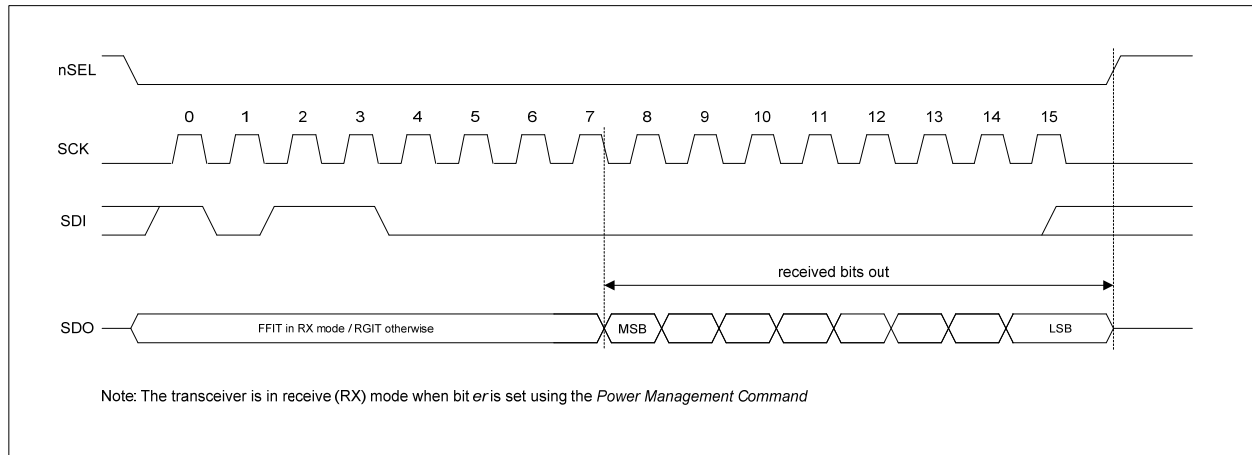 nSEL
0 1 2 3 4 5 6 7 8 9 10 11 12 13 14 15
SCK
SDI
received bits out
SDO
FFIT in RX mode / RGIT otherwise
MSB
LSB
Note: The transceiver is in receive (RX) mode when bit er is set using the Power Management Command